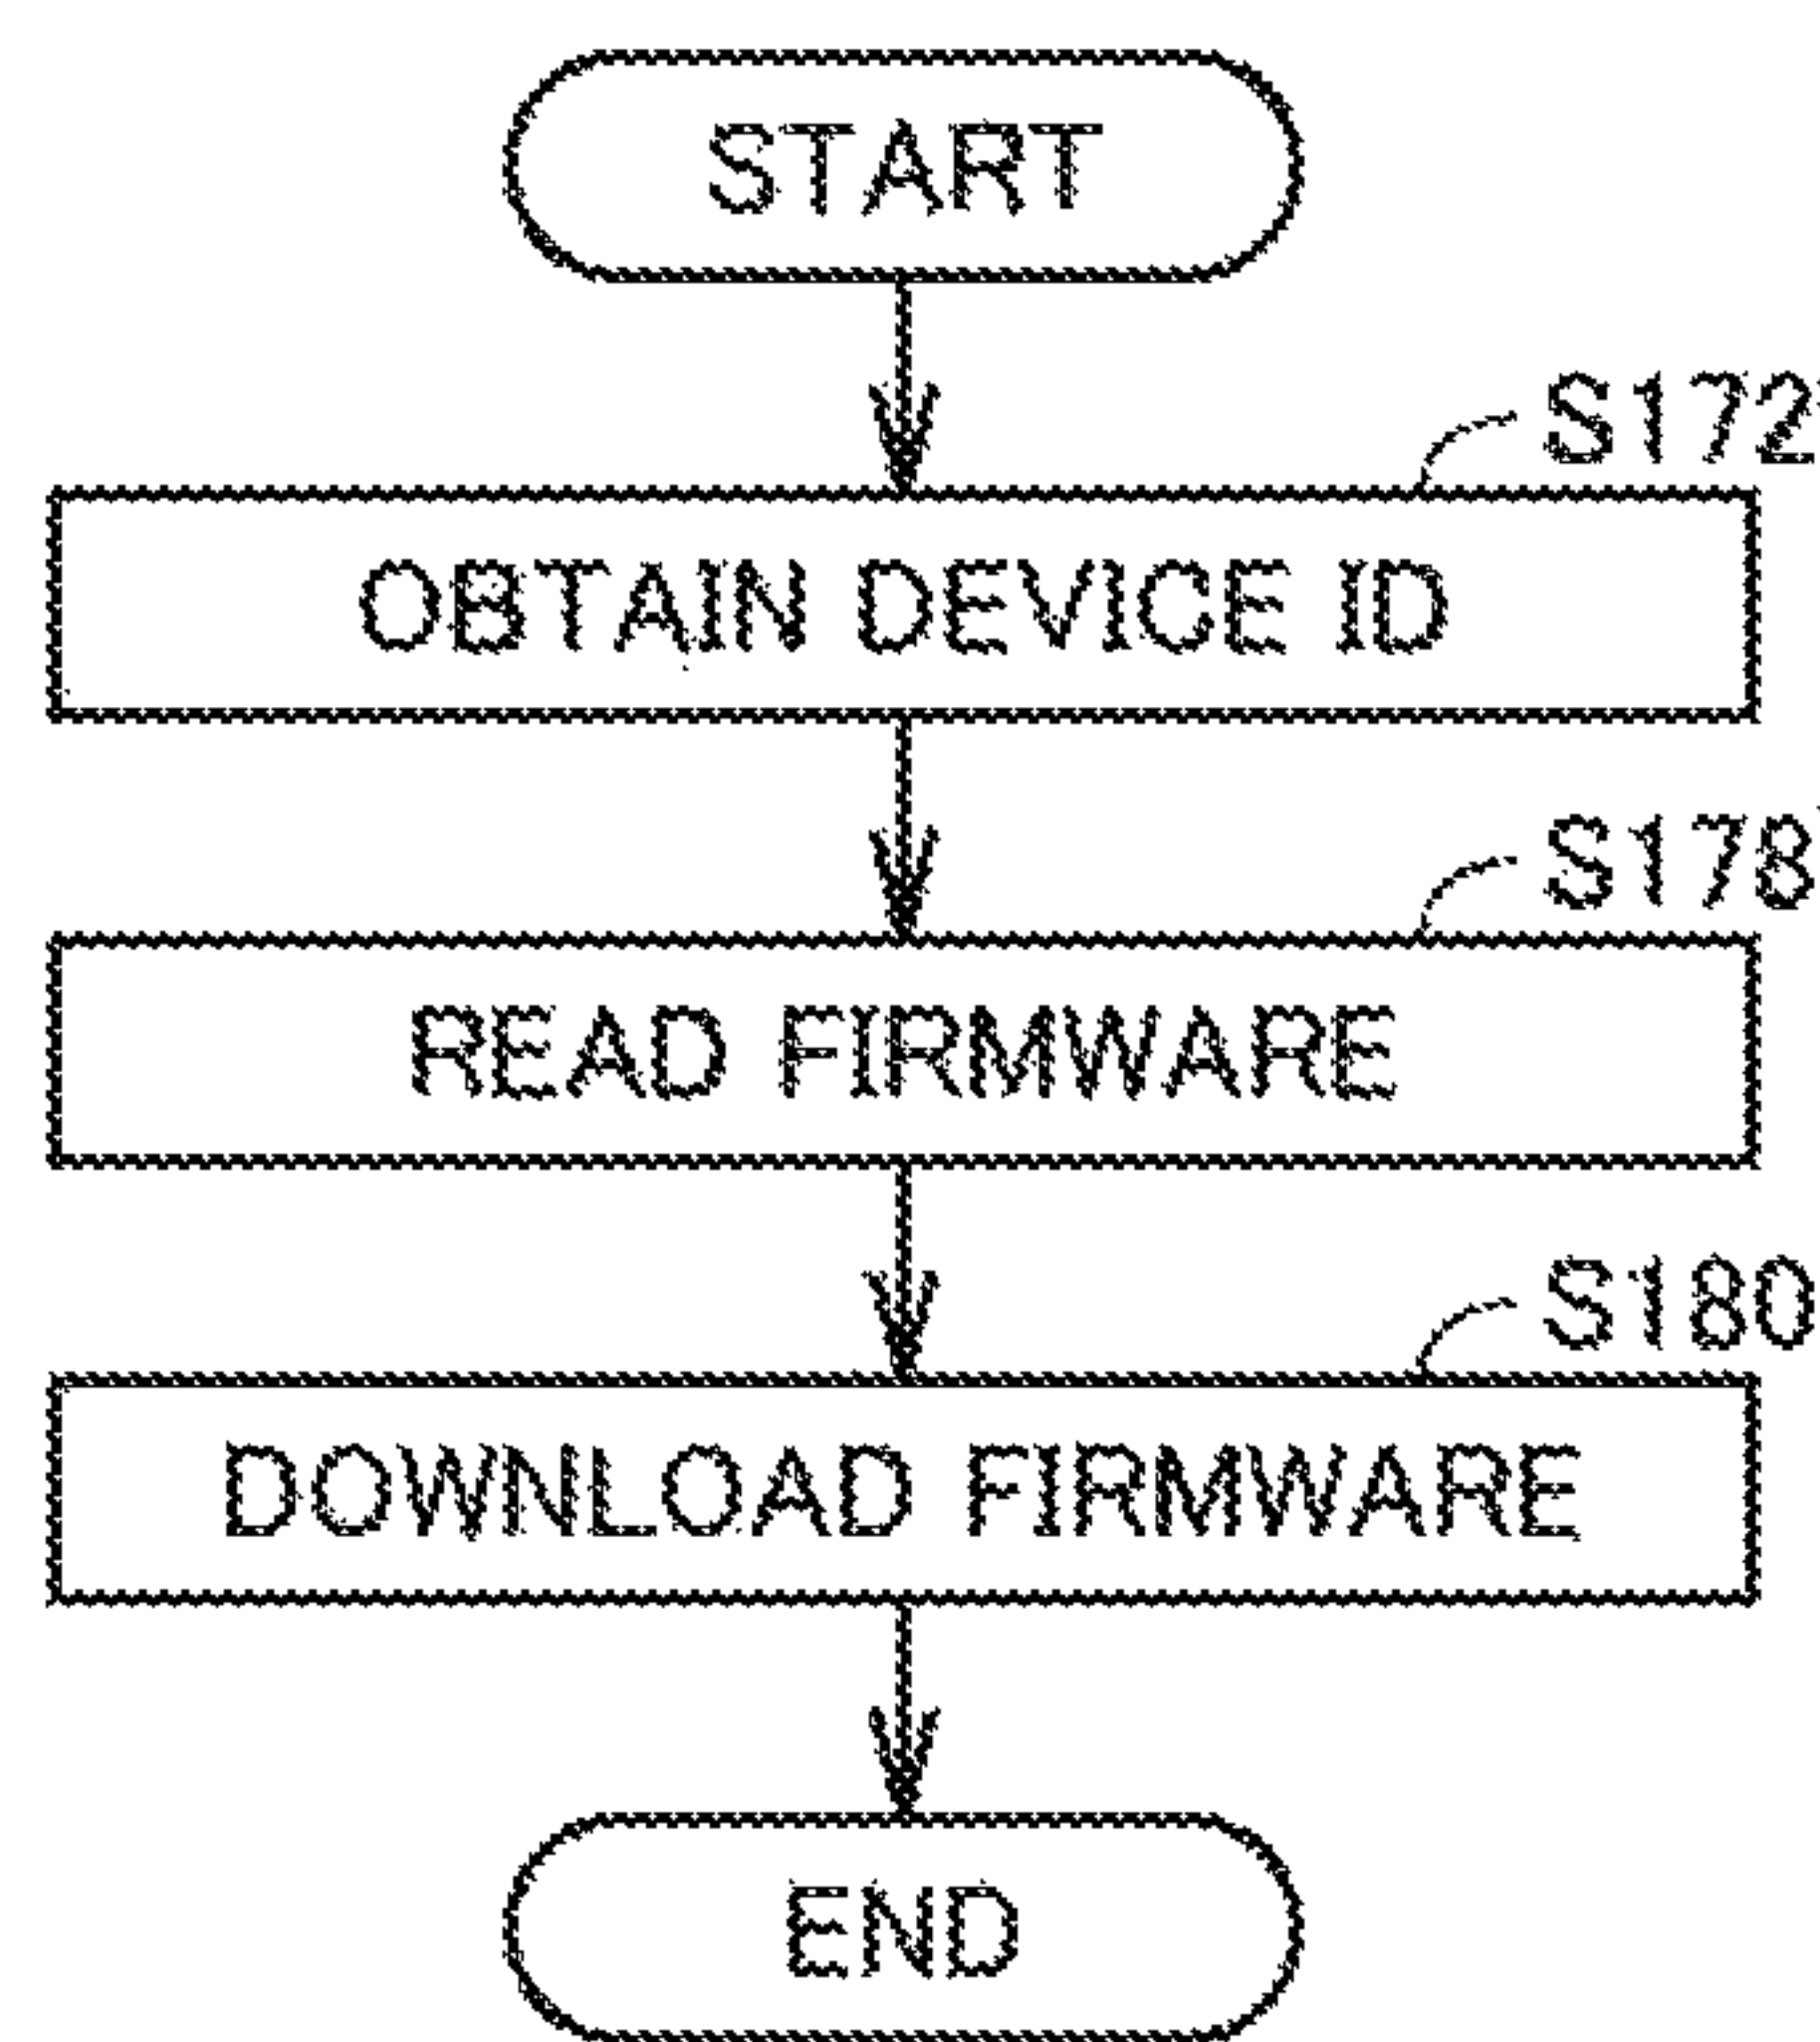 START
S172
OBTAIN DEVICE ID
S178
READ FIRMWARE
S180
DOWNLOAD FIRMWARE
END